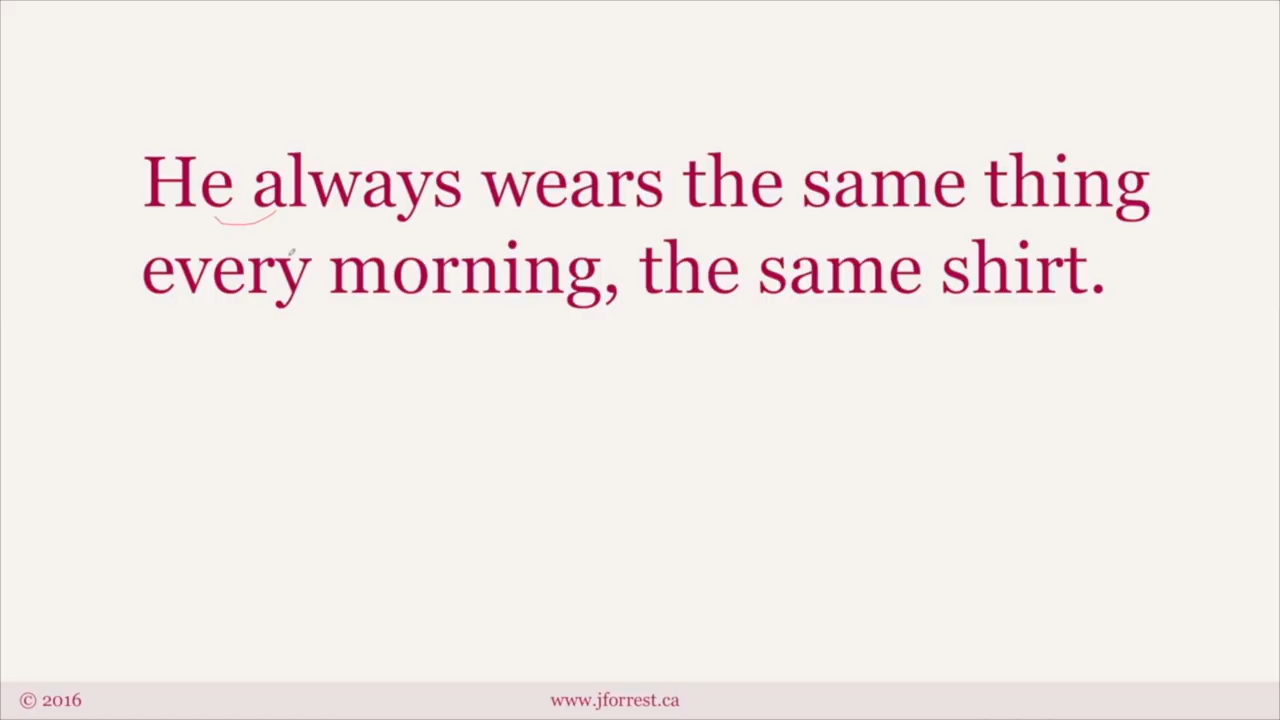 He always wears the same thing
every morning, the same shirt.
© 2016
www.jforrest.ca